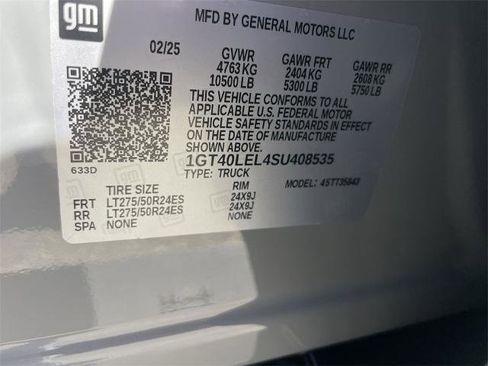 gm
MFD BY GENERAL MOTORS LLC
02/25 GVWR GAWR FRT GAWR RR
4763 KG 2404 KG 2608 KG
10500 LB 5300 LB 5750 LB
THIS VEHICLE CONFORMS TO ALL
APPLICABLE U.S. FEDERAL MOTOR
VEHICLE SAFETY STANDARDS IN EFFECT
ON THE DATE OF MANUFACTURE
SHOWN ABOVE.
633D 1GT40LEL4SU408535
TYPE: TRUCK
TIRE SIZE RIM MODEL:
FRT LT275/50R24ES 24X9J
RR LT275/50R24ES 24X9J
SPA NONE NONE